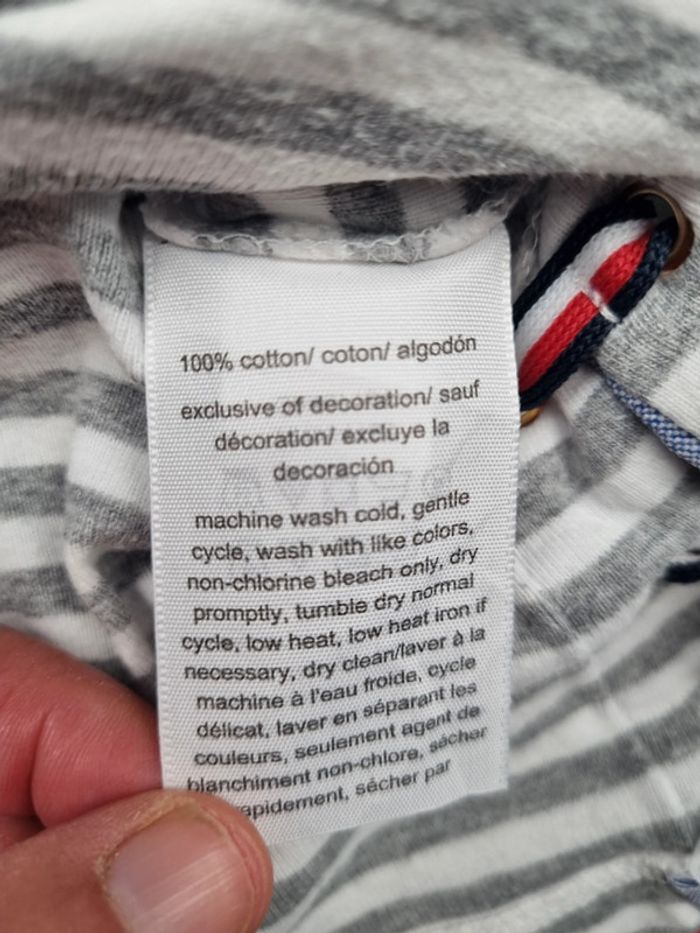 100% cotton/ coton/ algodón
exclusive of decoration/ sauf
décoration/ excluye la
decoración
machine wash cold, gentle
cycle, wash with like colors,
non-chlorine bleach only, dry
promptly, tumble dry normal
cycle, low heat, low heat iron if
necessary, dry clean/laver à la
machine à l'eau froide, cycle
délicat, laver en séparant les
couleurs, seulement agent de
blanchiment non-chlore, sécher
rapidement, sécher par